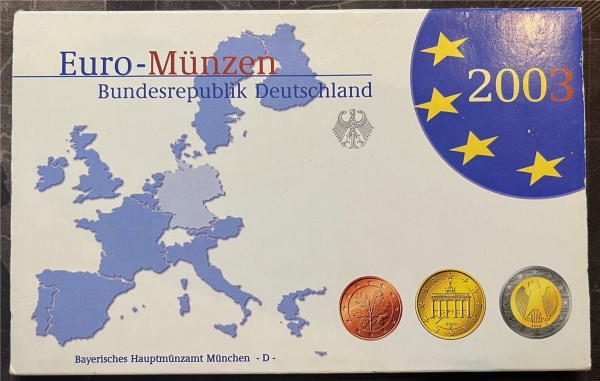 Euro-Münzen
Bundesrepublik Deutschland
2003
Bayerisches Hauptmünzamt München - D -